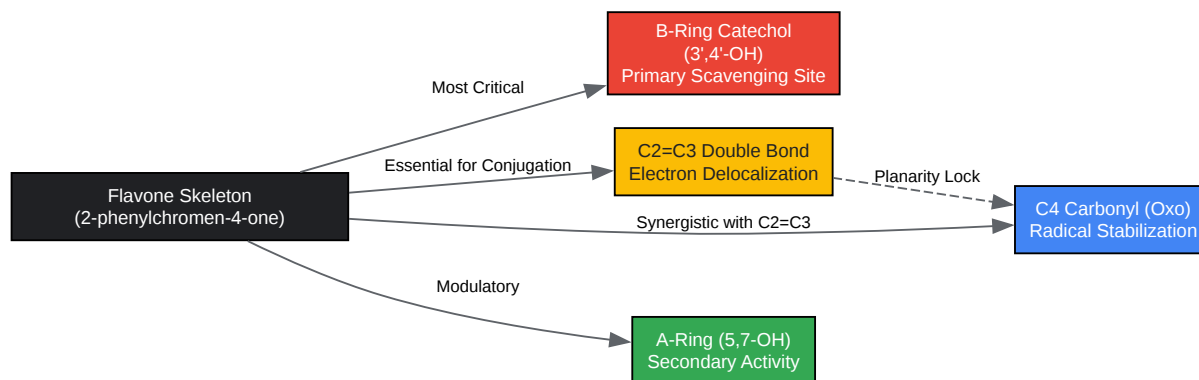 B-Ring Catechol
(3',4'-OH)
Primary Scavenging Site
Most Critical
C2=C3 Double Bond
Electron Delocalization
Essential for Conjugation
Planarity Lock
Flavone Skeleton
(2-phenylchromen-4-one)
C4 Carbonyl (Oxo)
Radical Stabilization
Synergistic with C2=C3
Modulatory
A-Ring (5,7-OH)
Secondary Activity